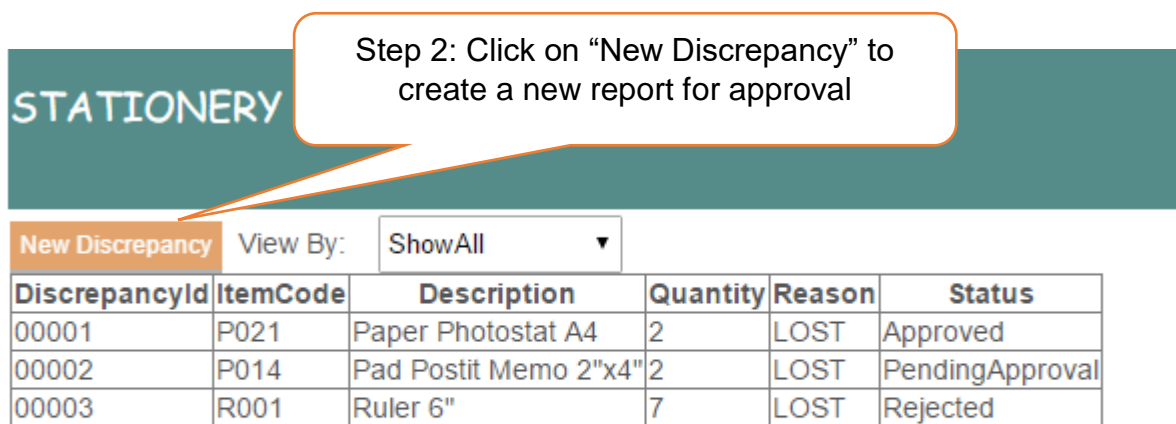 Step 2: Click on “New Discrepancy” to
create a new report for approval
STATIONERY
New Discrepancy View By: ShowAll
DiscrepancyId ItemCode Description Quantity Reason Status
00001 P021 Paper Photostat A4 2 LOST Approved
00002 P014 Pad Postit Memo 2"x4" 2 LOST PendingApproval
00003 R001 Ruler 6" 7 LOST Rejected